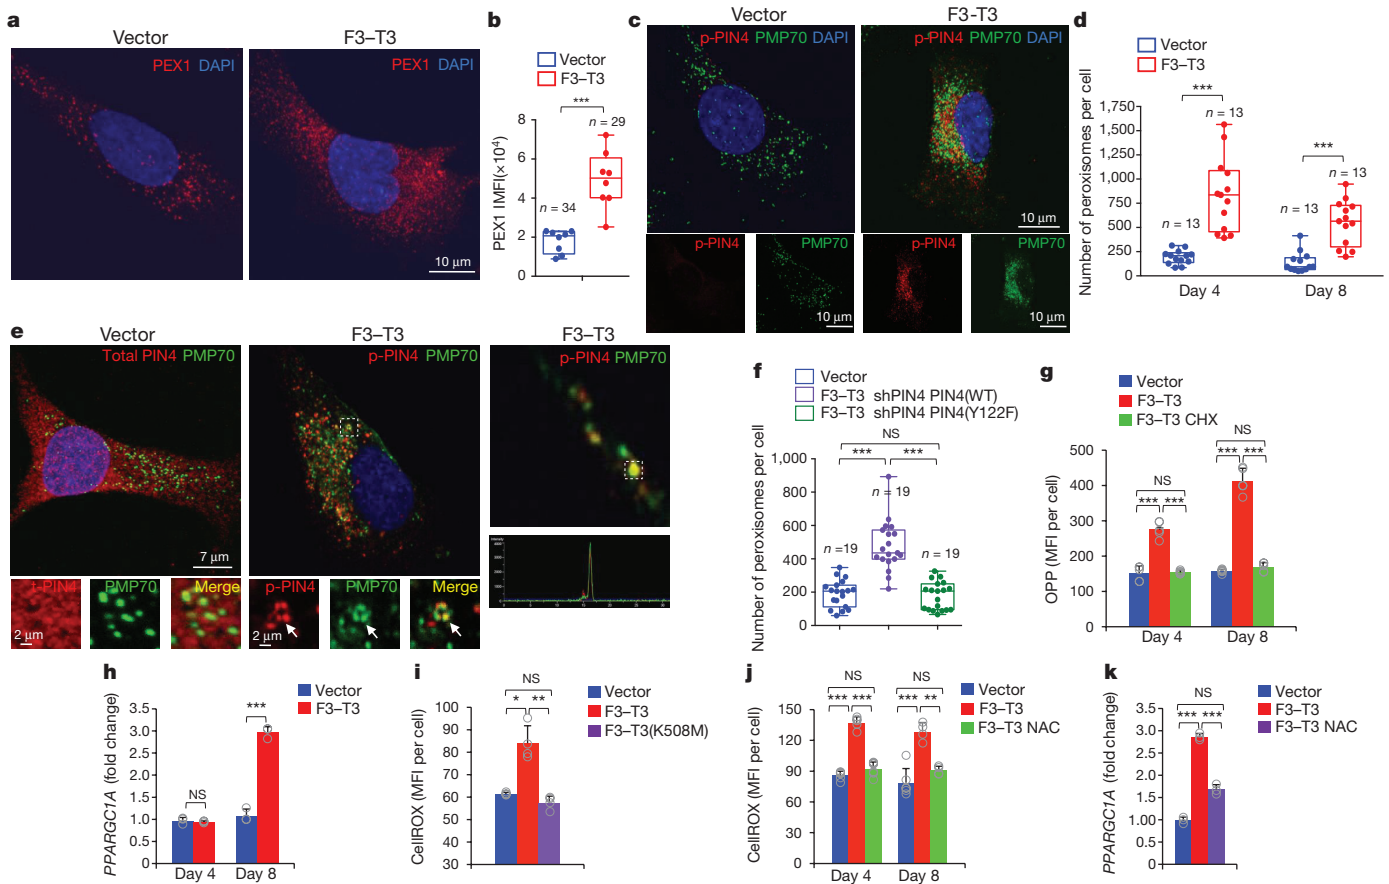 a
Vector
F3–T3
PEX1 DAPI
PEX1 DAPI
10 μm
b
Vector
F3–T3
***
n = 29
n = 34
PEX1 IMFI(×10⁴)
8
6
4
2
0
c
Vector
F3-T3
p-PIN4 PMP70 DAPI
p-PIN4 PMP70 DAPI
10 μm
p-PIN4
PMP70
p-PIN4
PMP70
10 μm
10 μm
d
Vector
F3–T3
Number of peroxisomes per cell
1,750
1,500
1,250
1,000
750
500
250
0
***
n = 13
n = 13
***
n = 13
n = 13
Day 4
Day 8
e
Vector
F3–T3
F3–T3
Total PIN4 PMP70
p-PIN4 PMP70
p-PIN4 PMP70
7 μm
t-PIN4
PMP70
Merge
p-PIN4
PMP70
Merge
2 μm
2 μm
f
Vector
F3–T3 shPIN4 PIN4(WT)
F3–T3 shPIN4 PIN4(Y122F)
NS
***
***
Number of peroxisomes per cell
1,000
800
600
400
200
0
n = 19
n =19
n = 19
g
Vector
F3–T3
F3–T3 CHX
OPP (MFI per cell)
500
400
300
200
100
0
NS
***
***
NS
***
***
Day 4
Day 8
h
Vector
F3–T3
PPARGC1A (fold change)
3.5
3.0
2.5
2.0
1.5
1.0
0.5
0
NS
***
Day 4
Day 8
i
Vector
F3–T3
F3–T3(K508M)
CellROX (MFI per cell)
100
90
80
70
60
50
40
30
NS
*
**
j
Vector
F3–T3
F3–T3 NAC
CellROX (MFI per cell)
150
120
90
60
30
0
NS
***
***
NS
***
**
Day 4
Day 8
k
Vector
F3–T3
F3–T3 NAC
PPARGC1A (fold change)
3.5
3.0
2.5
2.0
1.5
1.00
0.5
0
NS
***
***